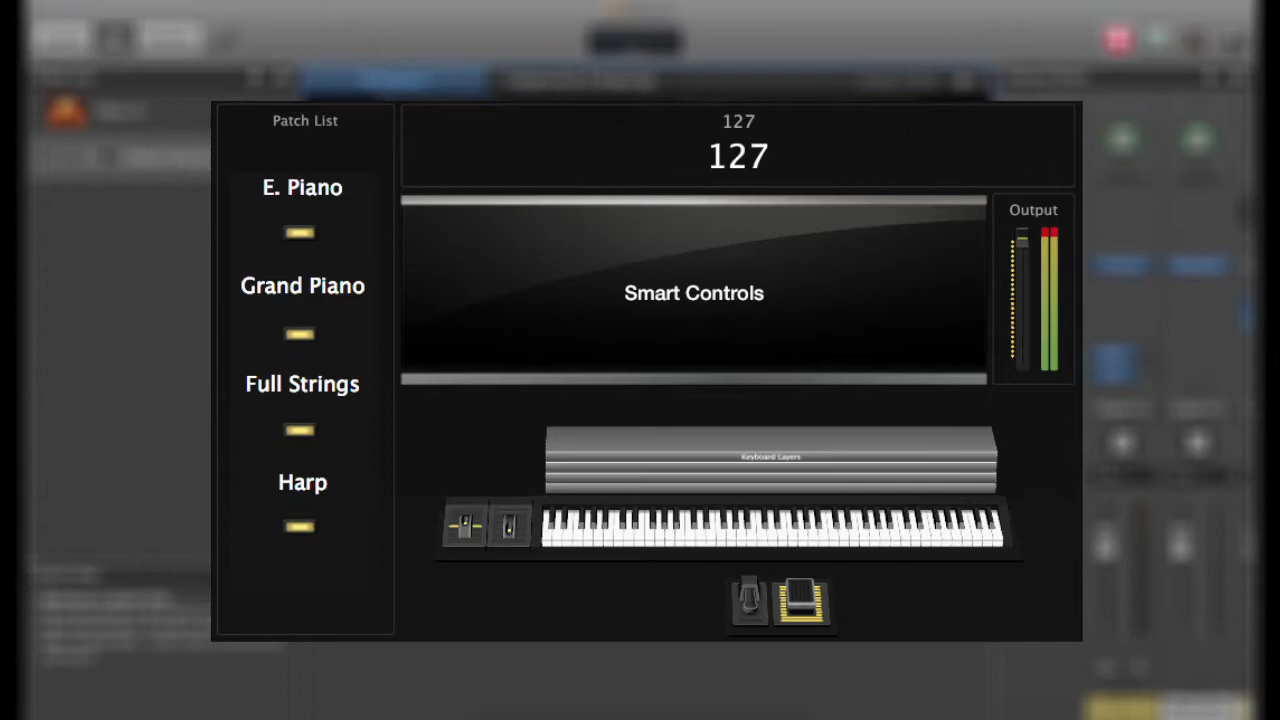 Patch List
E. Piano
Grand Piano
Full Strings
Harp
127
127
Smart Controls
Output
Keyboard Layers